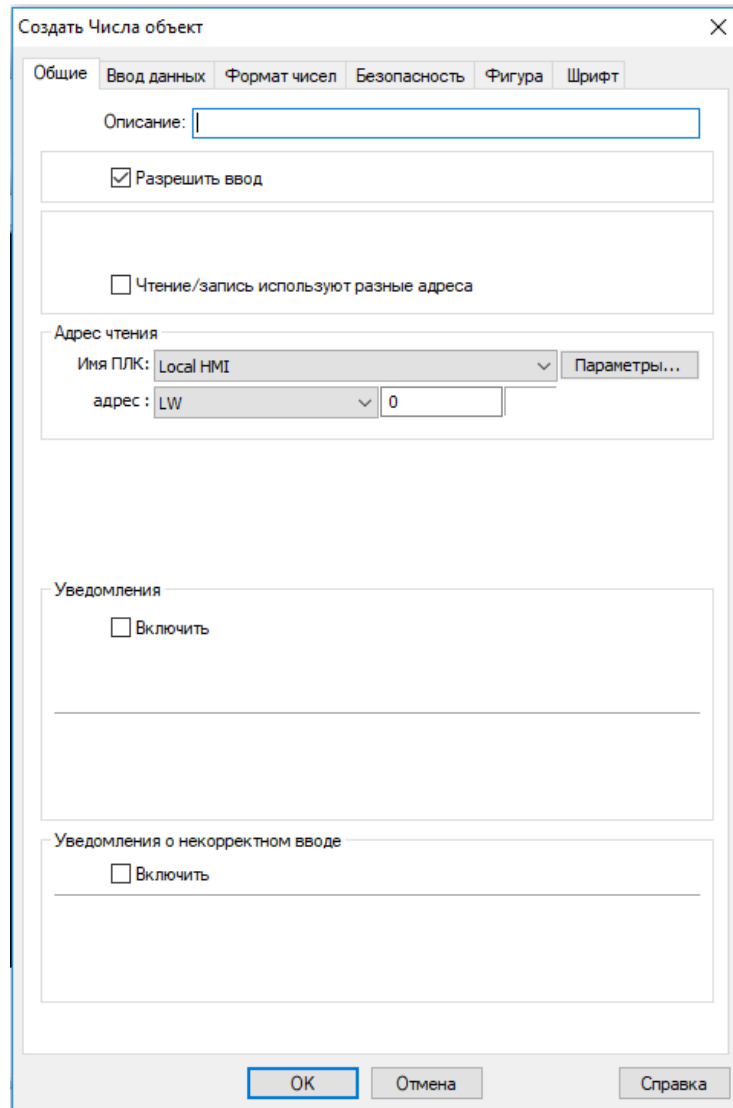 Создать Числа объект
Общие Ввод данных Формат чисел Безопасность Фигура Шрифт
Описание:
Разрешить ввод
Чтение/запись используют разные адреса
Адрес чтения
Имя ПЛК: Local HMI Параметры...
адрес : LW 0
Уведомления
Включить
Уведомления о некорректном вводе
Включить
OK Отмена Справка